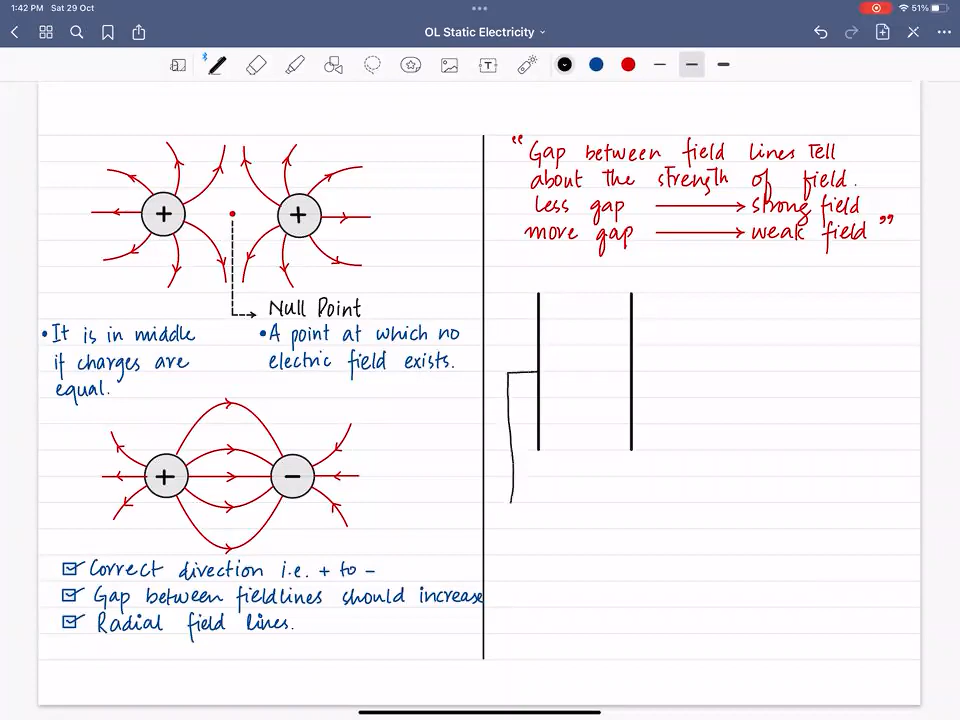 1:42 PM Sat 29 Oct
51%
OL Static Electricity
T
+ +
Null Point
• It is in middle
if charges are
equal.
• A point at which no
electric field exists.
+ −
Correct direction i.e. + to −
Gap between fieldlines should increase
Radial field lines.
"Gap between field lines tell
about the strength of field.
less gap → strong field
more gap → weak field"